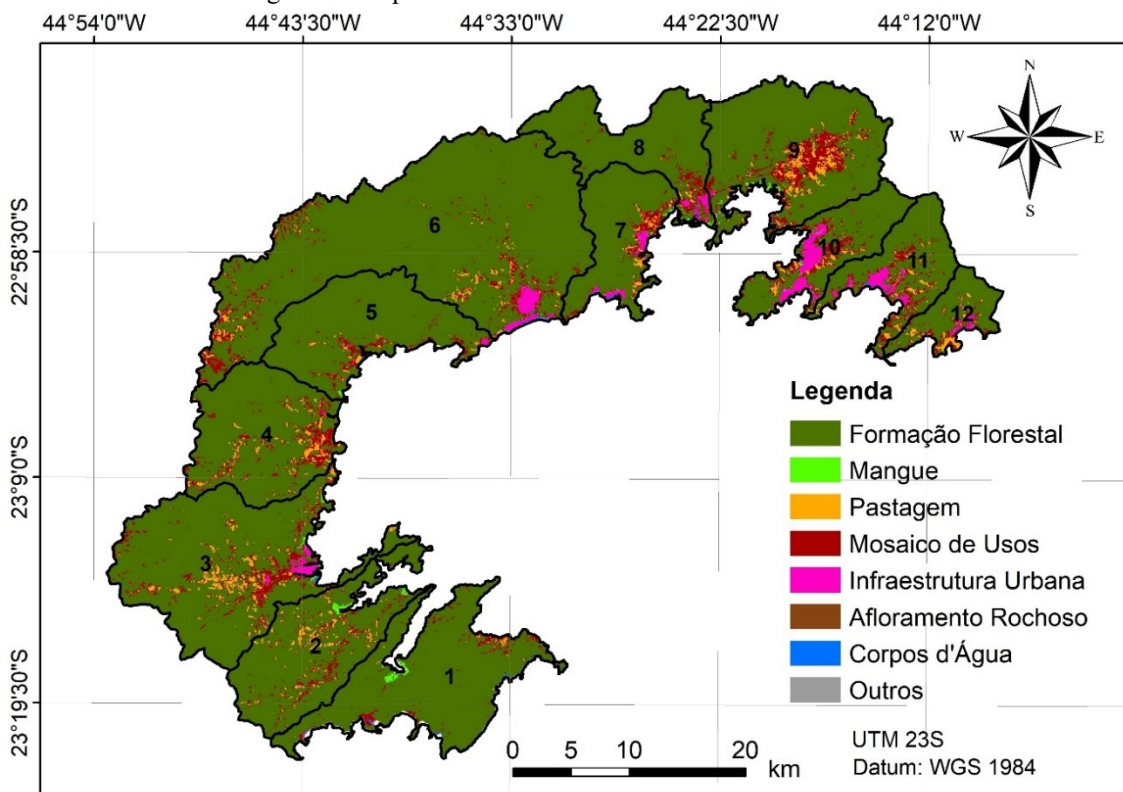 44°54'0"W 44°43'30"W 44°33'0"W 44°22'30"W 44°12'0"W
N
W E
S
22°58'30"S
23°9'0"S
23°19'30"S
8
9
6
7
10
11
5
12
4
3
2
1
Legenda
Formação Florestal
Mangue
Pastagem
Mosaico de Usos
Infraestrutura Urbana
Afloramento Rochoso
Corpos d'Água
Outros
0 5 10 20
km
UTM 23S
Datum: WGS 1984